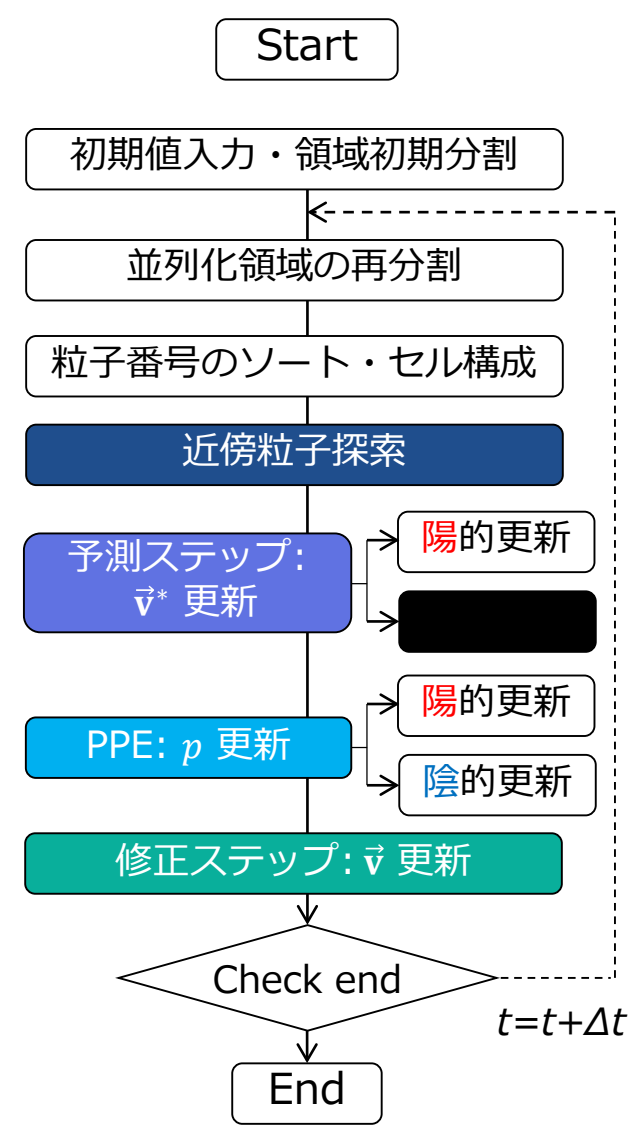 Start
初期値入力・領域初期分割
並列化領域の再分割
粒子番号のソート・セル構成
近傍粒子探索
予測ステップ:
v⃗* 更新
陽的更新
PPE: p 更新
陽的更新
陰的更新
修正ステップ: v⃗ 更新
Check end
t=t+Δt
End